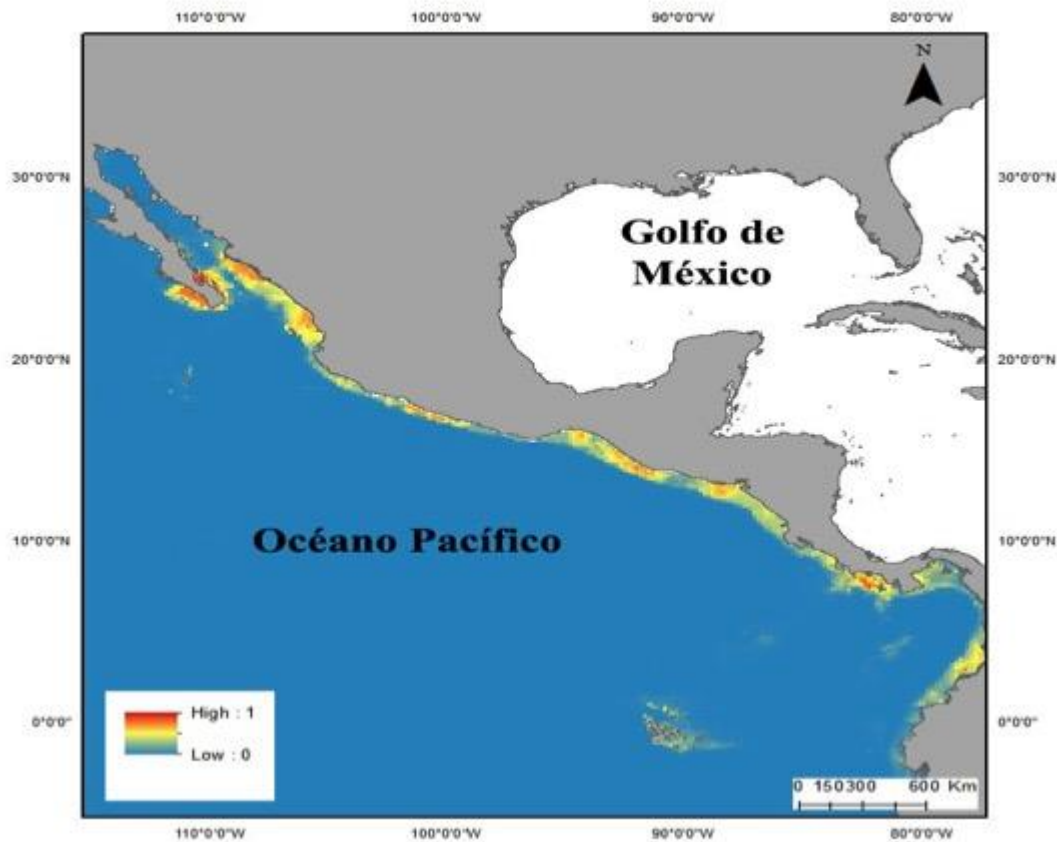 110°0'0"W 100°0'0"W 90°0'0"W 80°0'0"W
N
30°0'0"N 30°0'0"N
Golfo de
México
20°0'0"N 20°0'0"N
Océano Pacífico
10°0'0"N 10°0'0"N
High : 1
Low : 0
0°0'0" 0°0'0"
0 150 300 600 Km
110°0'0"W 100°0'0"W 90°0'0"W 80°0'0"W